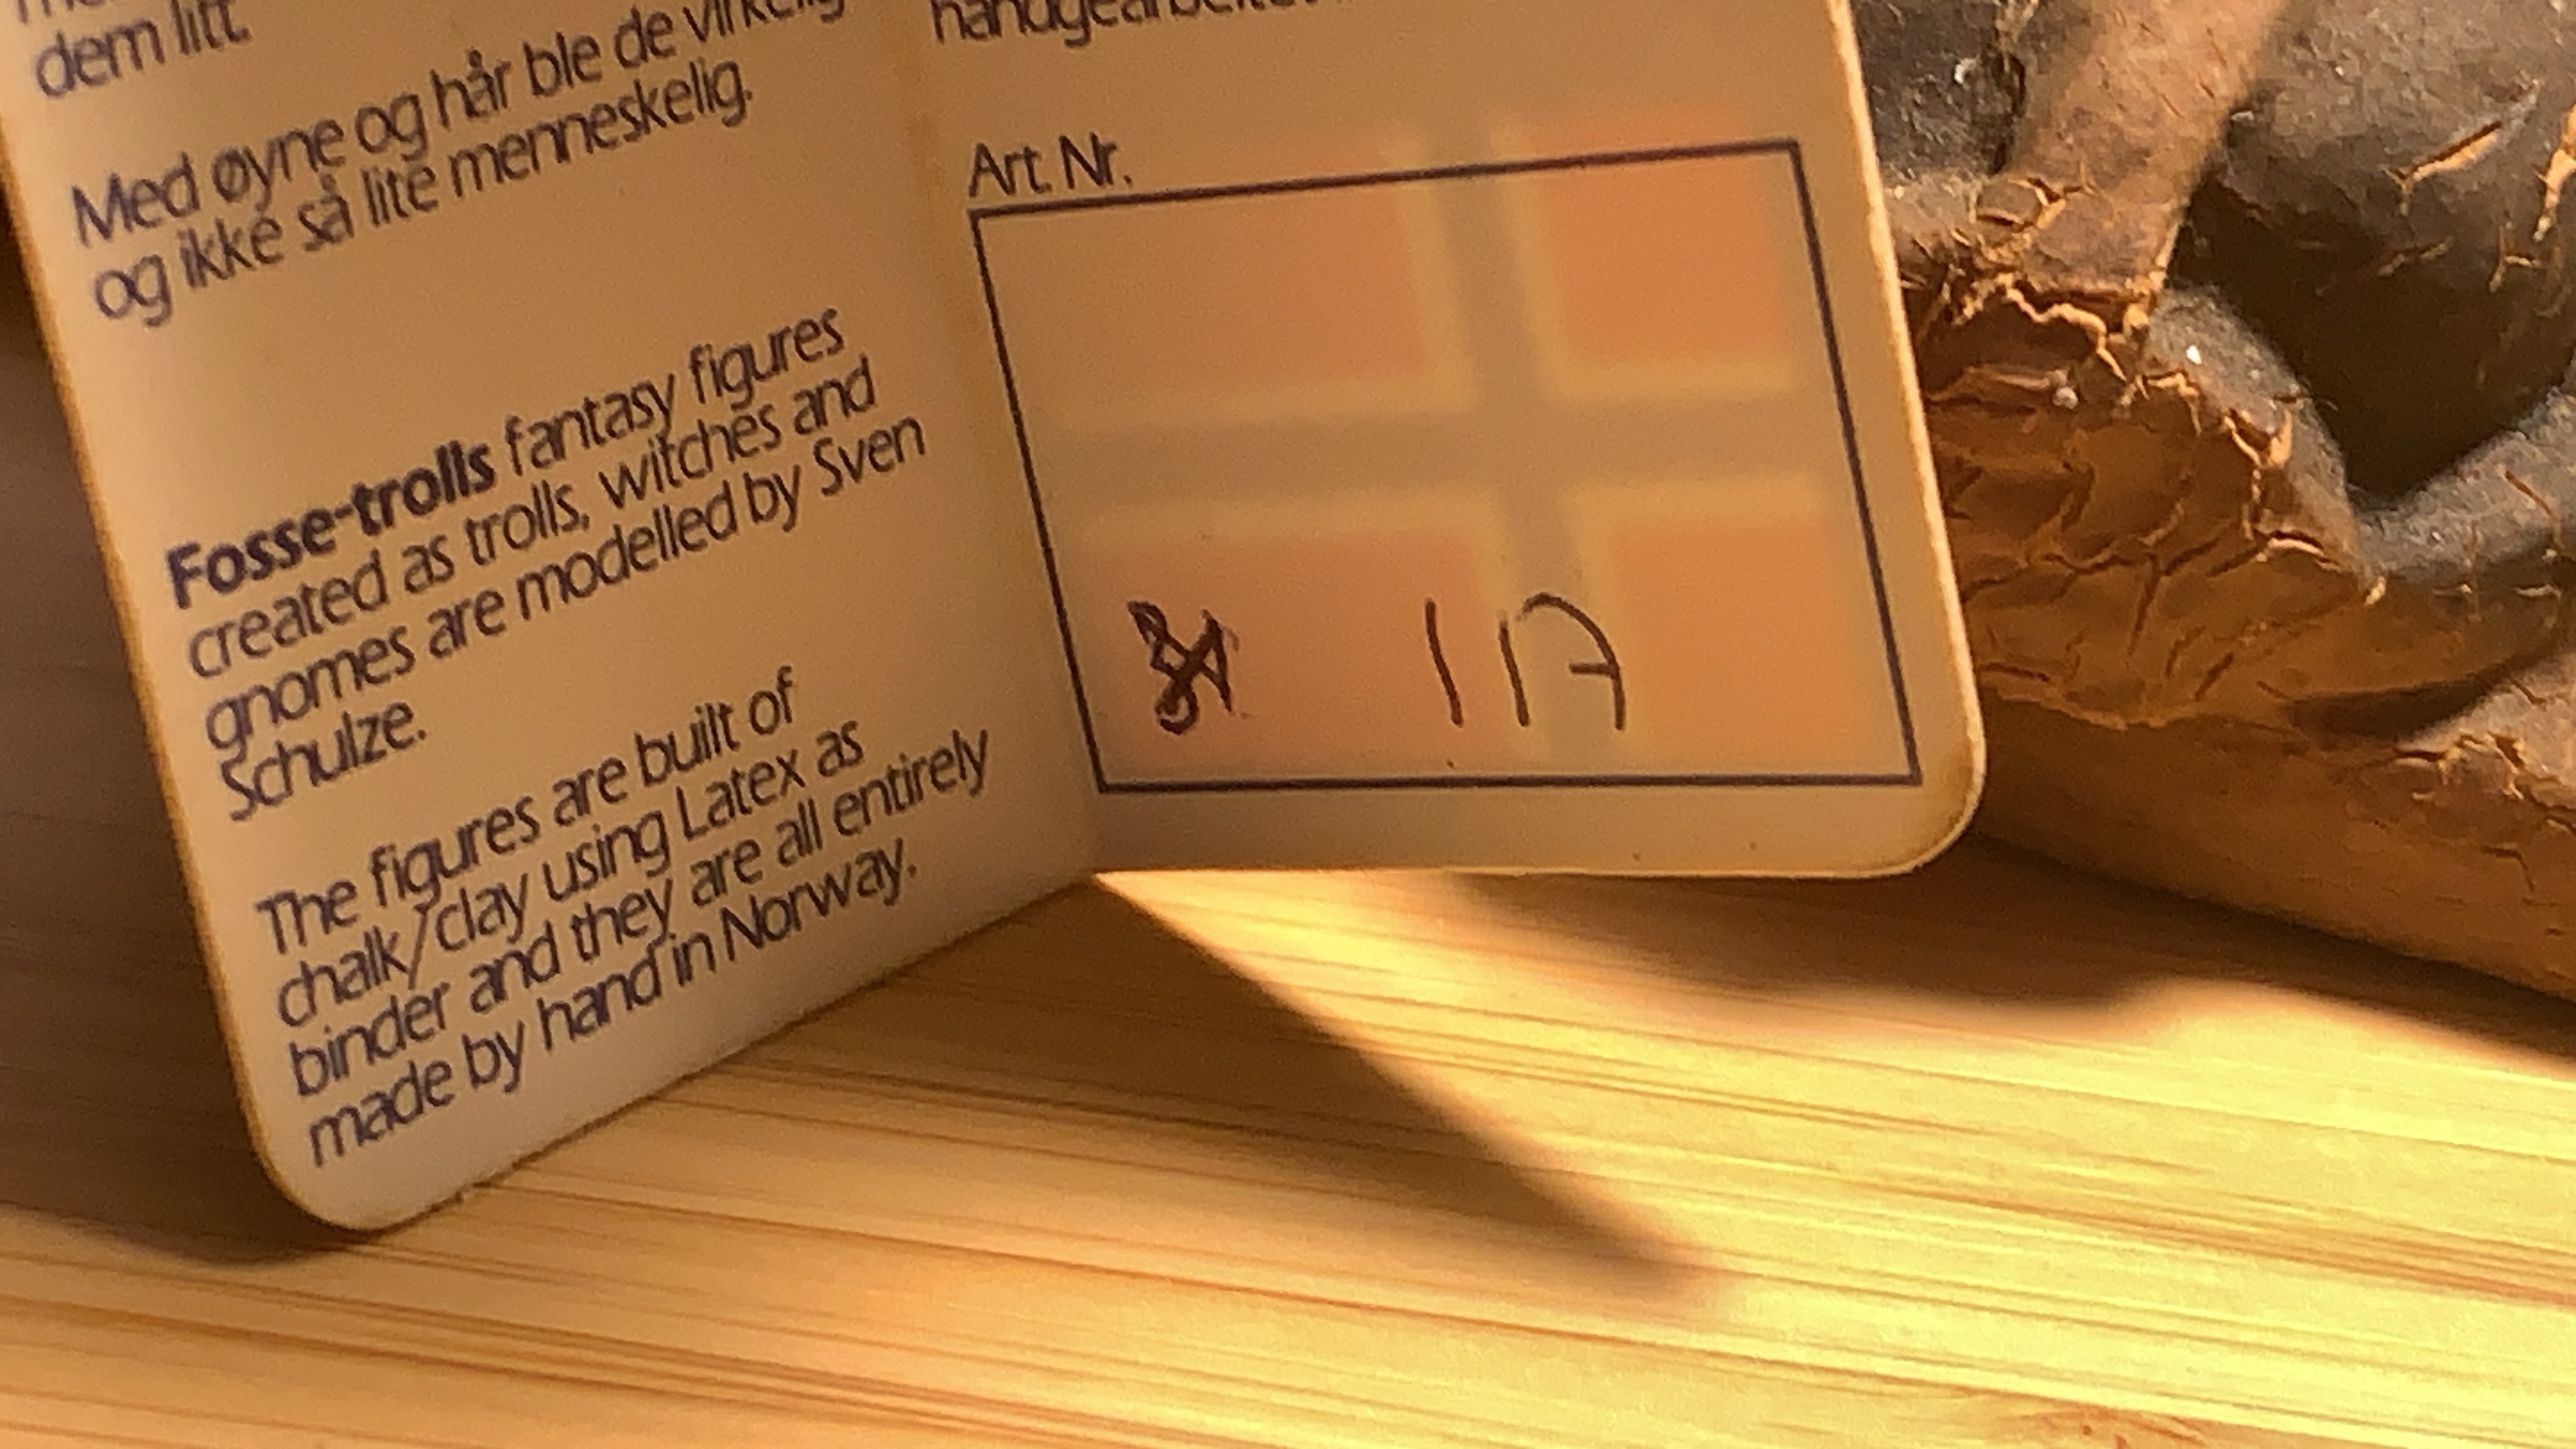 dem litt.
Med øyne og hår ble de virkelig
og ikke så lite menneskelig.
Fosse-trolls fantasy figures
created as trolls, witches and
gnomes are modelled by Sven
Schulze.
The figures are built of
chalk/clay using Latex as
binder and they are all entirely
made by hand in Norway.
Art. Nr.